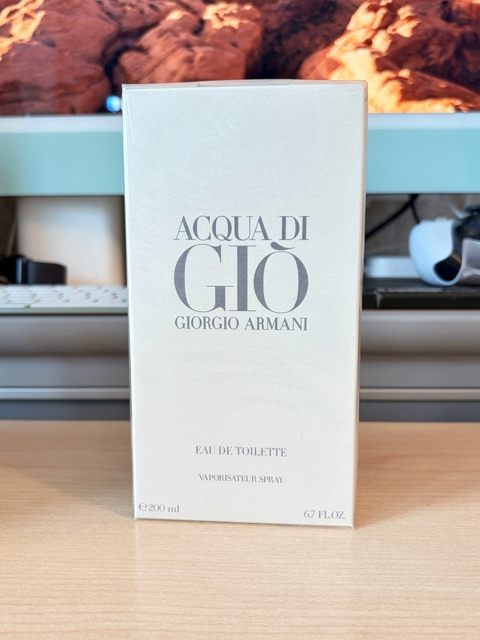 ACQUA DI
GIÒ
GIORGIO ARMANI
EAU DE TOILETTE
VAPORISATEUR SPRAY
℮200 ml 6.7 FL.OZ.